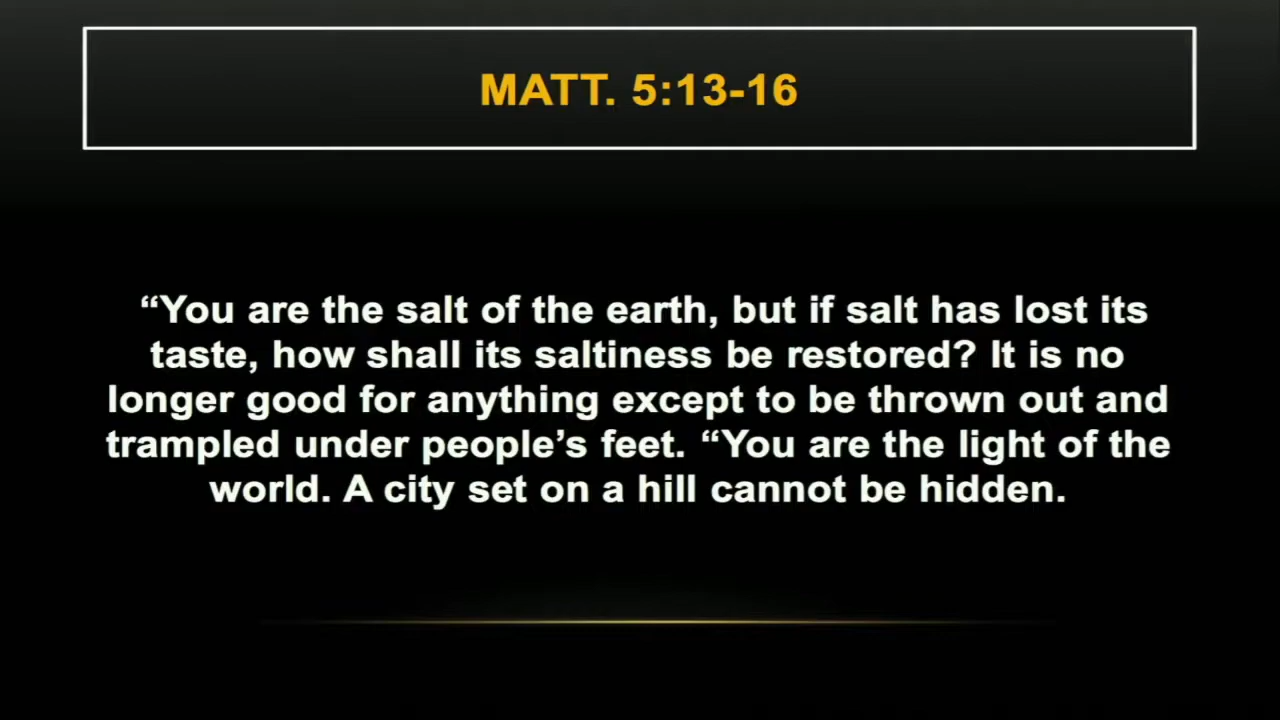 MATT. 5:13-16
“You are the salt of the earth, but if salt has lost its
taste, how shall its saltiness be restored? It is no
longer good for anything except to be thrown out and
trampled under people’s feet. “You are the light of the
world. A city set on a hill cannot be hidden.